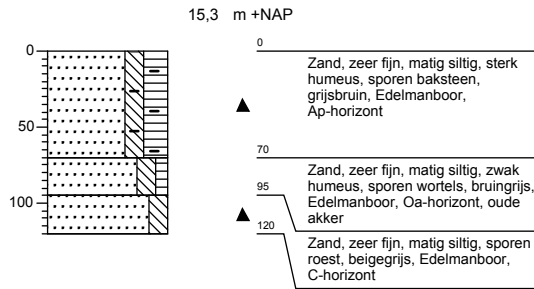 15,3 m +NAP
0
50
100
0
Zand, zeer fijn, matig siltig, sterk
humeus, sporen baksteen,
grijsbruin, Edelmanboor,
Ap-horizont
70
Zand, zeer fijn, matig siltig, zwak
humeus, sporen wortels, bruingrijs,
Edelmanboor, Oa-horizont, oude
akker
95
120
Zand, zeer fijn, matig siltig, sporen
roest, beigegrijs, Edelmanboor,
C-horizont